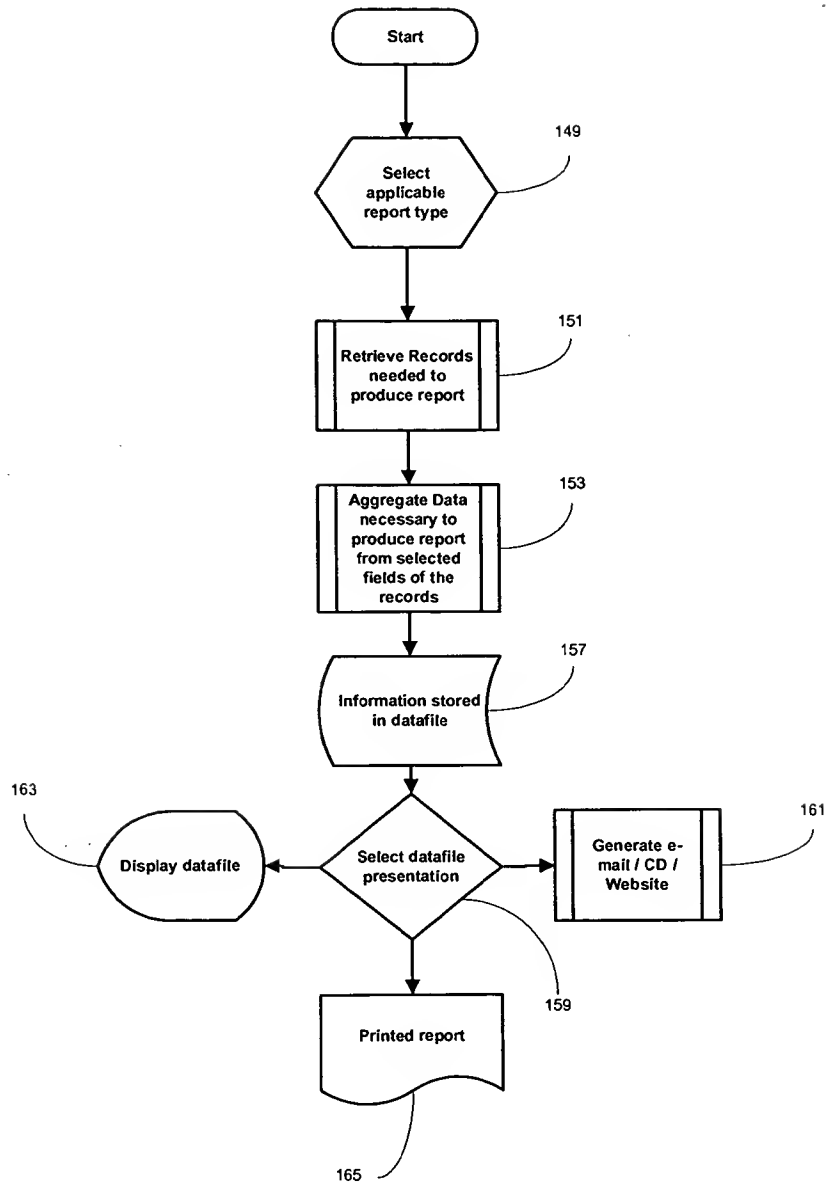 Start
149
Select
applicable
report type
151
Retrieve Records
needed to
produce report
153
Aggregate Data
necessary to
produce report
from selected
fields of the
records
157
Information stored
in datafile
163
Display datafile
Select datafile
presentation
161
Generate e-
mail / CD /
Website
159
Printed report
165